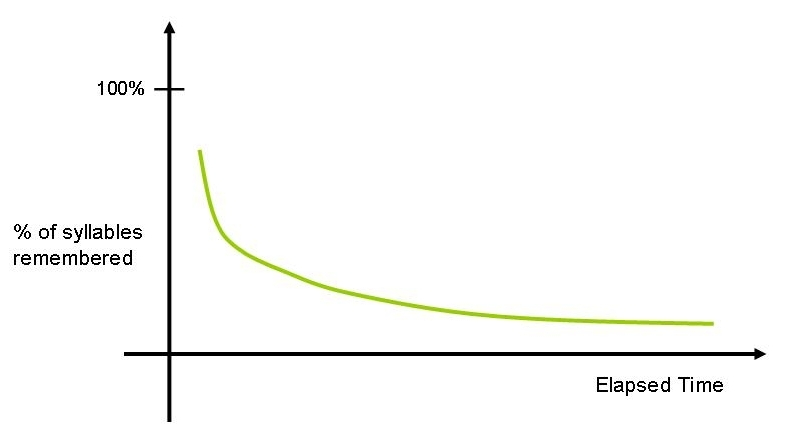 100%
% of syllables
remembered
Elapsed Time